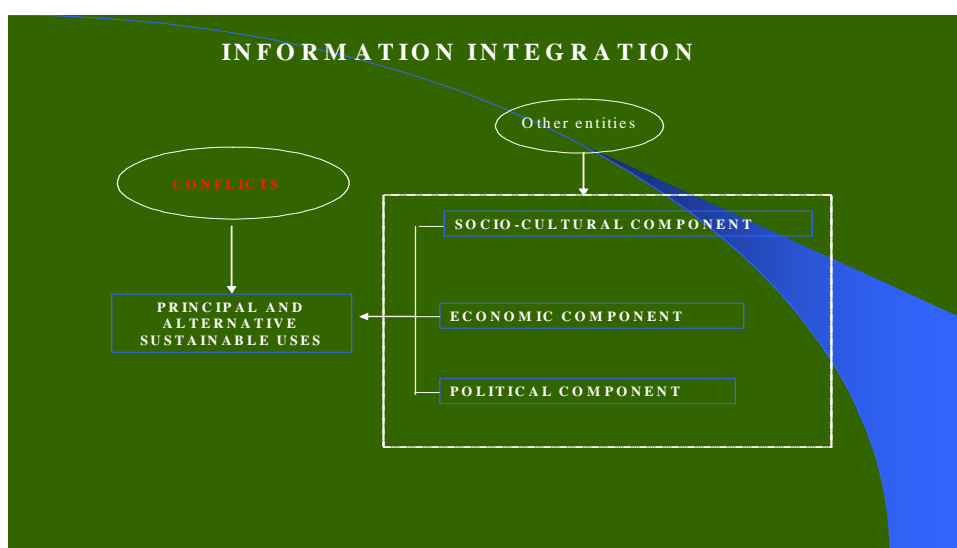 INFORMATION INTEGRATION
Other entities
CONFLICTS
SOCIO-CULTURAL COMPONENT
PRINCIPAL AND
ALTERNATIVE
SUSTAINABLE USES
ECONOMIC COMPONENT
POLITICAL COMPONENT